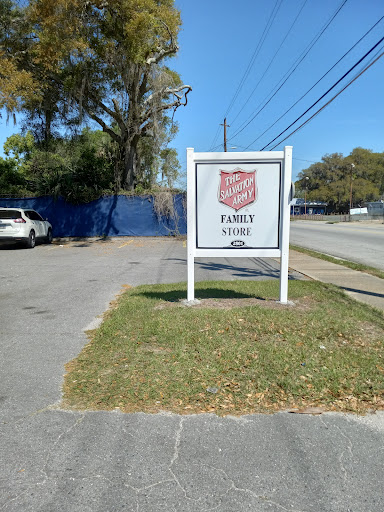 THE
SALVATION
ARMY
FAMILY
STORE